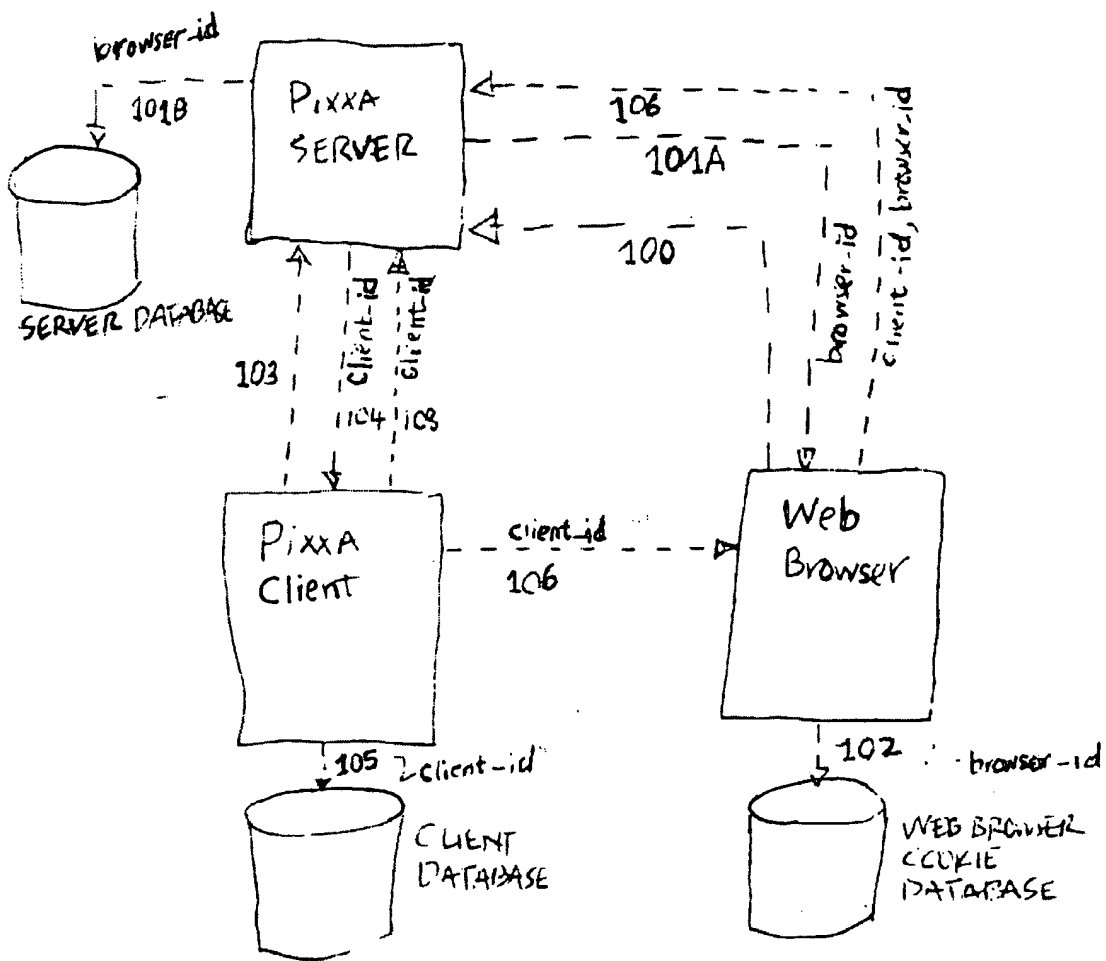 browser-id
101B
PIXXA
SERVER
106
101A
100
browser-id
client-id, browser-id
SERVER DATABASE
103
client-id
client-id
104
103
PIXXA
Client
client-id
106
Web
Browser
105
client-id
102
browser-id
CLIENT
DATABASE
WEB BROWSER
COOKIE
DATABASE